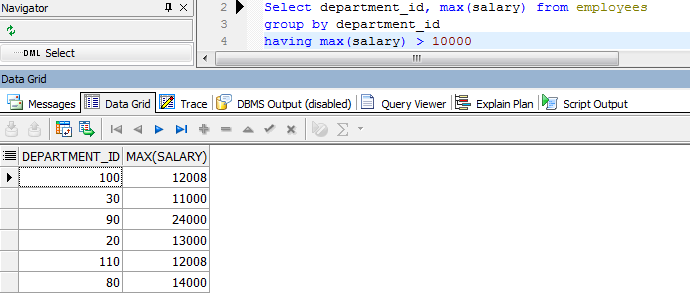 Navigator
DML Select
2 Select department_id, max(salary) from employees
3 group by department_id
4 having max(salary) > 10000
Data Grid
Messages Data Grid Trace DBMS Output (disabled) Query Viewer Explain Plan Script Output
DEPARTMENT_ID MAX(SALARY)
100 12008
30 11000
90 24000
20 13000
110 12008
80 14000